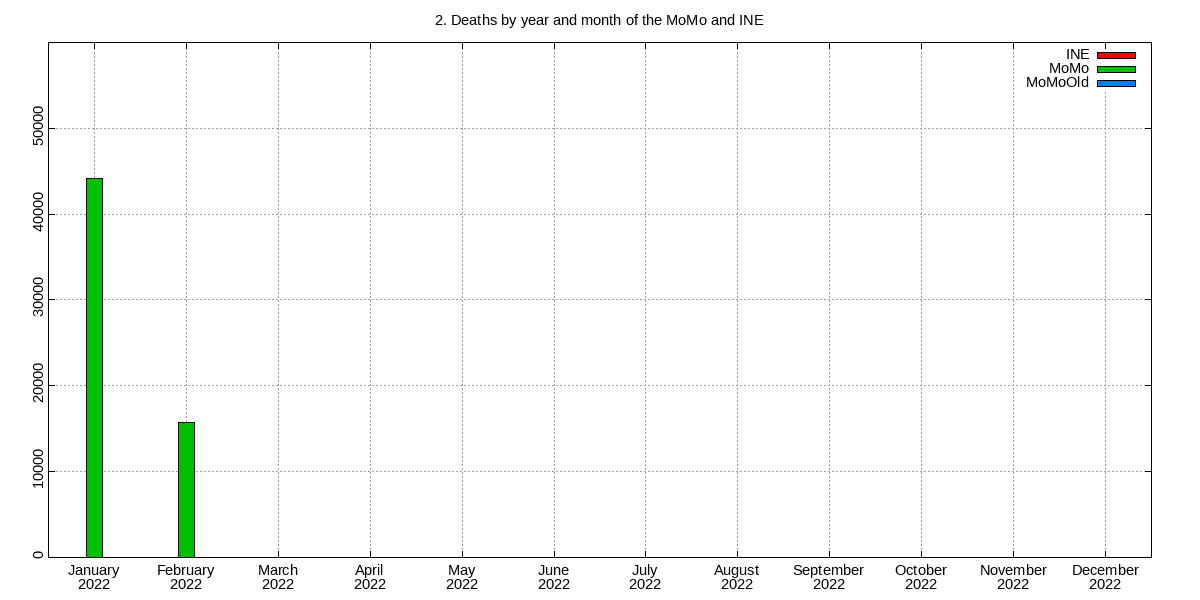 2. Deaths by year and month of the MoMo and INE
INE
MoMo
MoMoOld
50000
40000
30000
20000
10000
0
January February March April May June July August September October November December
2022 2022 2022 2022 2022 2022 2022 2022 2022 2022 2022 2022